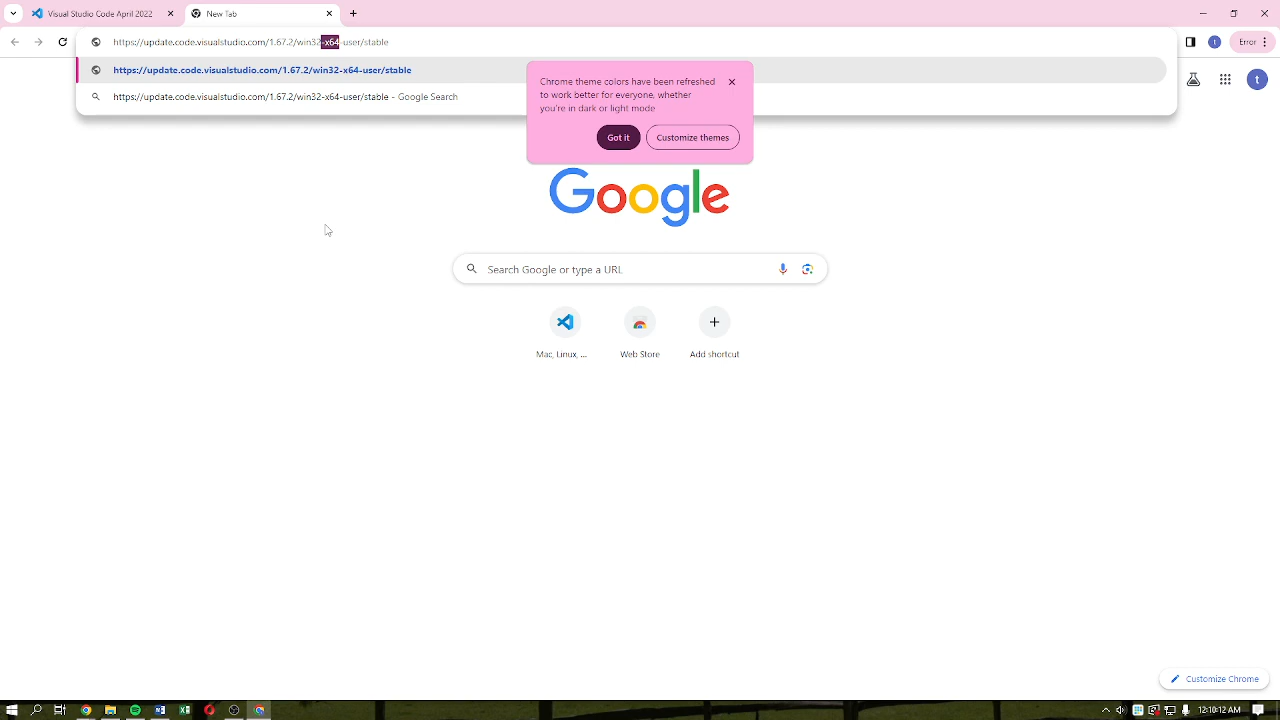 Visual Studio Code April 2022
New Tab
https://update.code.visualstudio.com/1.67.2/win32-x64-user/stable
t
Error
https://update.code.visualstudio.com/1.67.2/win32-x64-user/stable
https://update.code.visualstudio.com/1.67.2/win32-x64-user/stable - Google Search
Chrome theme colors have been refreshed
to work better for everyone, whether
you're in dark or light mode
Got it
Customize themes
t
Google
Search Google or type a URL
Mac, Linux, ...
Web Store
Add shortcut
Customize Chrome
12:10:12 AM